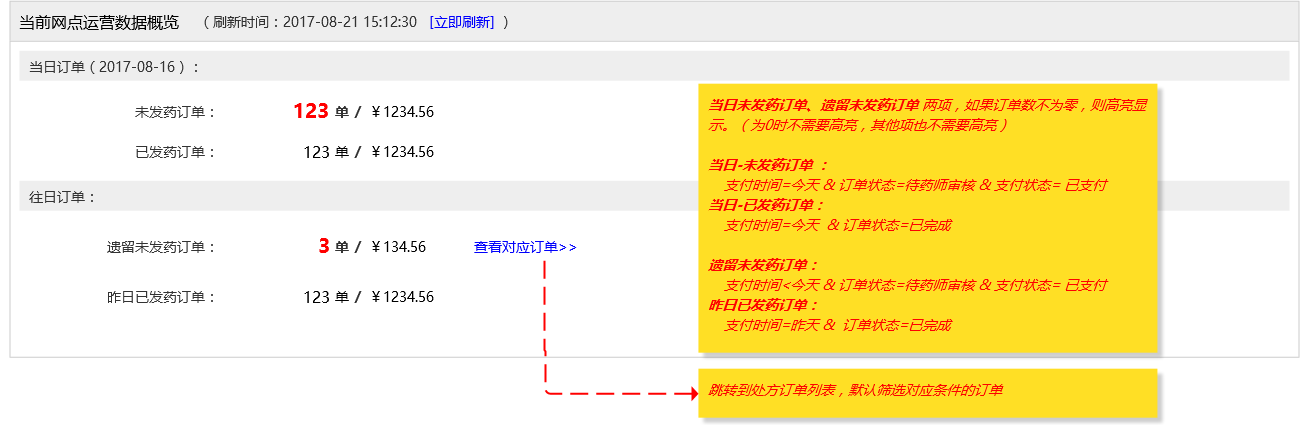 当前网点运营数据概览 （ 刷新时间：2017-08-21 15:12:30 [立即刷新] ）
当日订单（2017-08-16）：
未发药订单： 123 单 / ￥1234.56
已发药订单： 123 单 / ￥1234.56
往日订单：
遗留未发药订单： 3 单 / ￥134.56 查看对应订单>>
昨日已发药订单： 123 单 / ￥1234.56
当日未发药订单、遗留未发药订单 两项，如果订单数不为零，则高亮显
示。（为0时不需要高亮，其他项也不需要高亮）
当日-未发药订单 ：
支付时间=今天 & 订单状态=待药师审核 & 支付状态= 已支付
当日-已发药订单：
支付时间=今天 & 订单状态=已完成
遗留未发药订单：
支付时间<今天 & 订单状态=待药师审核 & 支付状态= 已支付
昨日已发药订单：
支付时间=昨天 & 订单状态=已完成
跳转到处方订单列表，默认筛选对应条件的订单